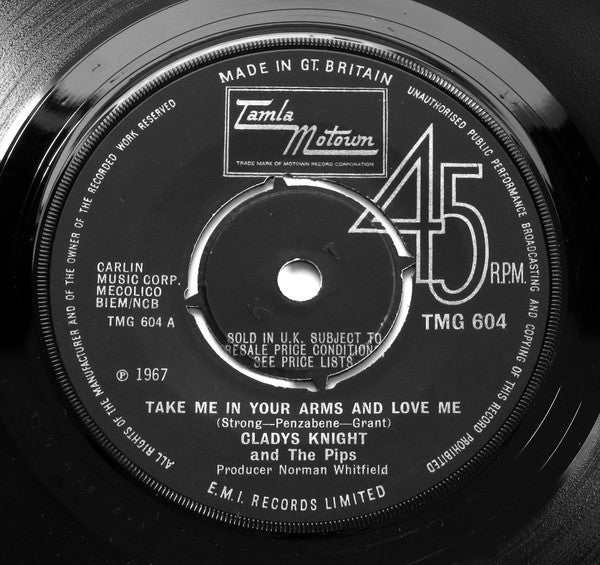 MADE IN GT. BRITAIN
UNAUTHORISED PUBLIC PERFORMANCE BROADCASTING AND COPYING OF THIS RECORD PROHIBITED
ALL RIGHTS OF THE MANUFACTURER AND OF THE OWNER OF THE RECORDED WORK RESERVED
Tamla
Motown
TRADE MARK OF MOTOWN RECORD CORPORATION
45
R.P.M.
CARLIN
MUSIC CORP.
MECOLICO
BIEM/NCB
TMG 604 A
TMG 604
K T
SOLD IN U.K. SUBJECT TO
RESALE PRICE CONDITION
SEE PRICE LISTS
℗ 1967
TAKE ME IN YOUR ARMS AND LOVE ME
(Strong—Penzabene—Grant)
CLADYS KNIGHT
and The Pips
Producer Norman Whitfield
E.M.I. RECORDS LIMITED